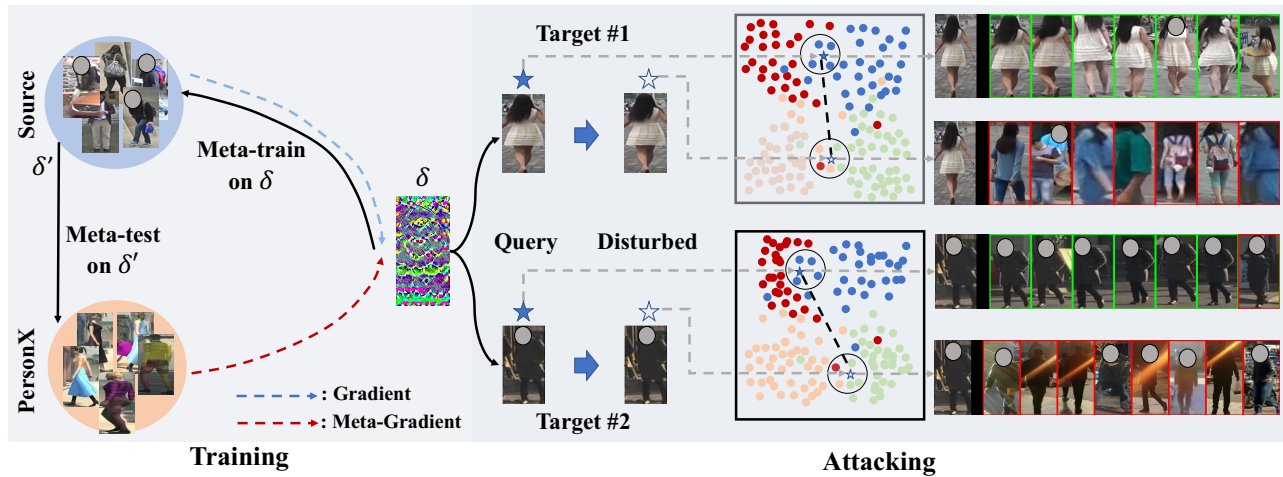 Source
δ′
Meta-train
on δ
Meta-test
on δ′
PersonX
: Gradient
: Meta-Gradient
Training
δ
Target #1
Query
Disturbed
Target #2
Attacking